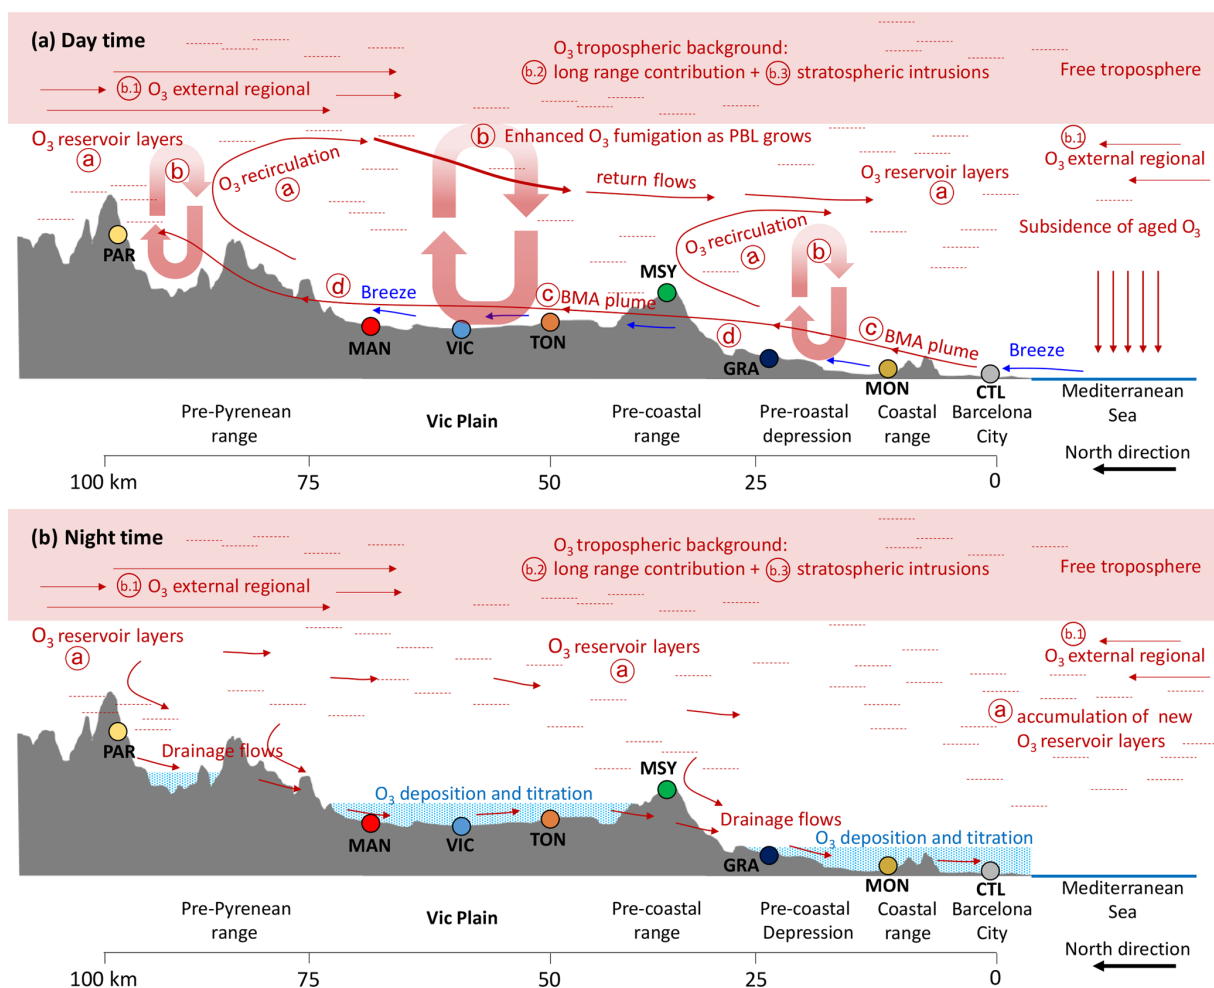 (a) Day time
O3 tropospheric background:
b.2 long range contribution + b.3 stratospheric intrusions
Free troposphere
b.1 O3 external regional
O3 reservoir layers
a
b
O3 recirculation
a
b Enhanced O3 fumigation as PBL grows
return flows
b.1
O3 external regional
O3 reservoir layers
a
Subsidence of aged O3
O3 recirculation
a
b
PAR
MSY
d
Breeze
c BMA plume
d
c BMA plume
Breeze
MAN
VIC
TON
GRA
MON
CTL
Pre-Pyrenean
range
Vic Plain
Pre-coastal
range
Pre-roastal
depression
Coastal
range
Barcelona
City
Mediterranean
Sea
North direction
100 km
75
50
25
0
(b) Night time
O3 tropospheric background:
b.2 long range contribution + b.3 stratospheric intrusions
Free troposphere
b.1 O3 external regional
O3 reservoir layers
a
O3 reservoir layers
a
b.1
O3 external regional
a accumulation of new
O3 reservoir layers
PAR
Drainage flows
MSY
O3 deposition and titration
Drainage flows
O3 deposition and titration
MAN
VIC
TON
GRA
MON
CTL
Pre-Pyrenean
range
Vic Plain
Pre-coastal
range
Pre-coastal
Depression
Coastal
range
Barcelona
City
Mediterranean
Sea
North direction
100 km
75
50
25
0